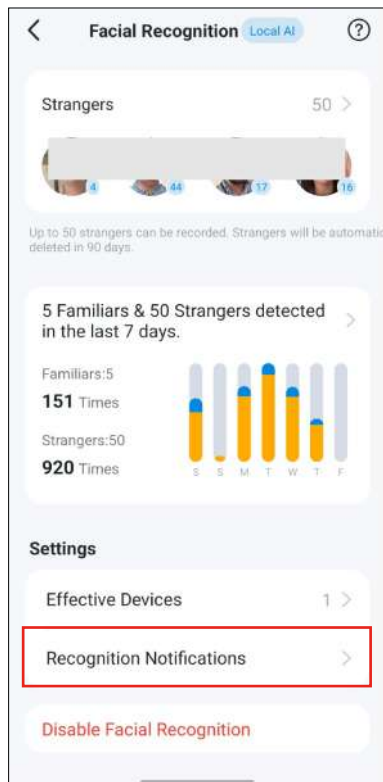 Facial Recognition Local AI ?
Strangers 50 >
4 44 17 16
Up to 50 strangers can be recorded. Strangers will be automatic
deleted in 90 days.
5 Familiars & 50 Strangers detected
in the last 7 days.
Familiars:5
151 Times
Strangers:50
920 Times
S S M T W T F
Settings
Effective Devices 1 >
Recognition Notifications >
Disable Facial Recognition